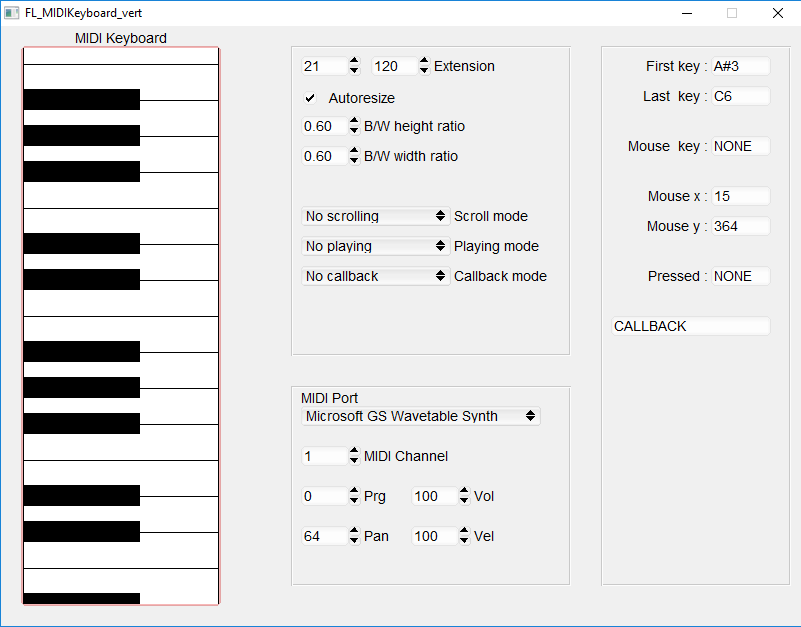 FL_MIDIKeyboard_vert
MIDI Keyboard
21 120 Extension
Autoresize
0.60 B/W height ratio
0.60 B/W width ratio
No scrolling Scroll mode
No playing Playing mode
No callback Callback mode
MIDI Port
Microsoft GS Wavetable Synth
1 MIDI Channel
0 Prg 100 Vol
64 Pan 100 Vel
First key : A#3
Last key : C6
Mouse key : NONE
Mouse x : 15
Mouse y : 364
Pressed : NONE
CALLBACK